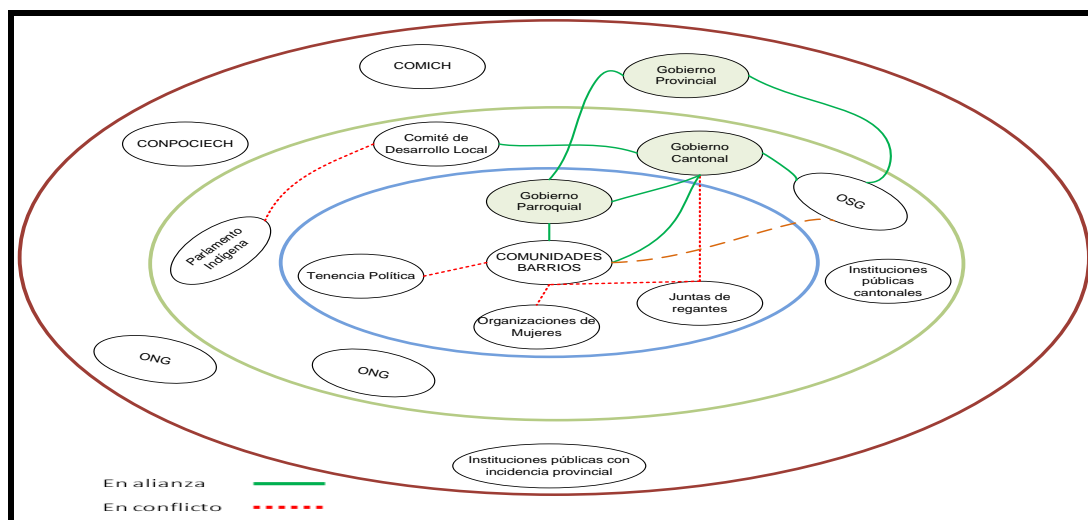 COMICH
Gobierno
Provincial
CONPOCIECH
Comité de
Desarrollo Local
Gobierno
Cantonal
Gobierno
Parroquial
OSG
Parlamento
Indígena
COMUNIDADES
BARRIOS
Tenencia Política
Instituciones
públicas
cantonales
Organizaciones de
Mujeres
Juntas de
regantes
ONG
ONG
Instituciones públicas con
incidencia provincial
En alianza
En conflicto